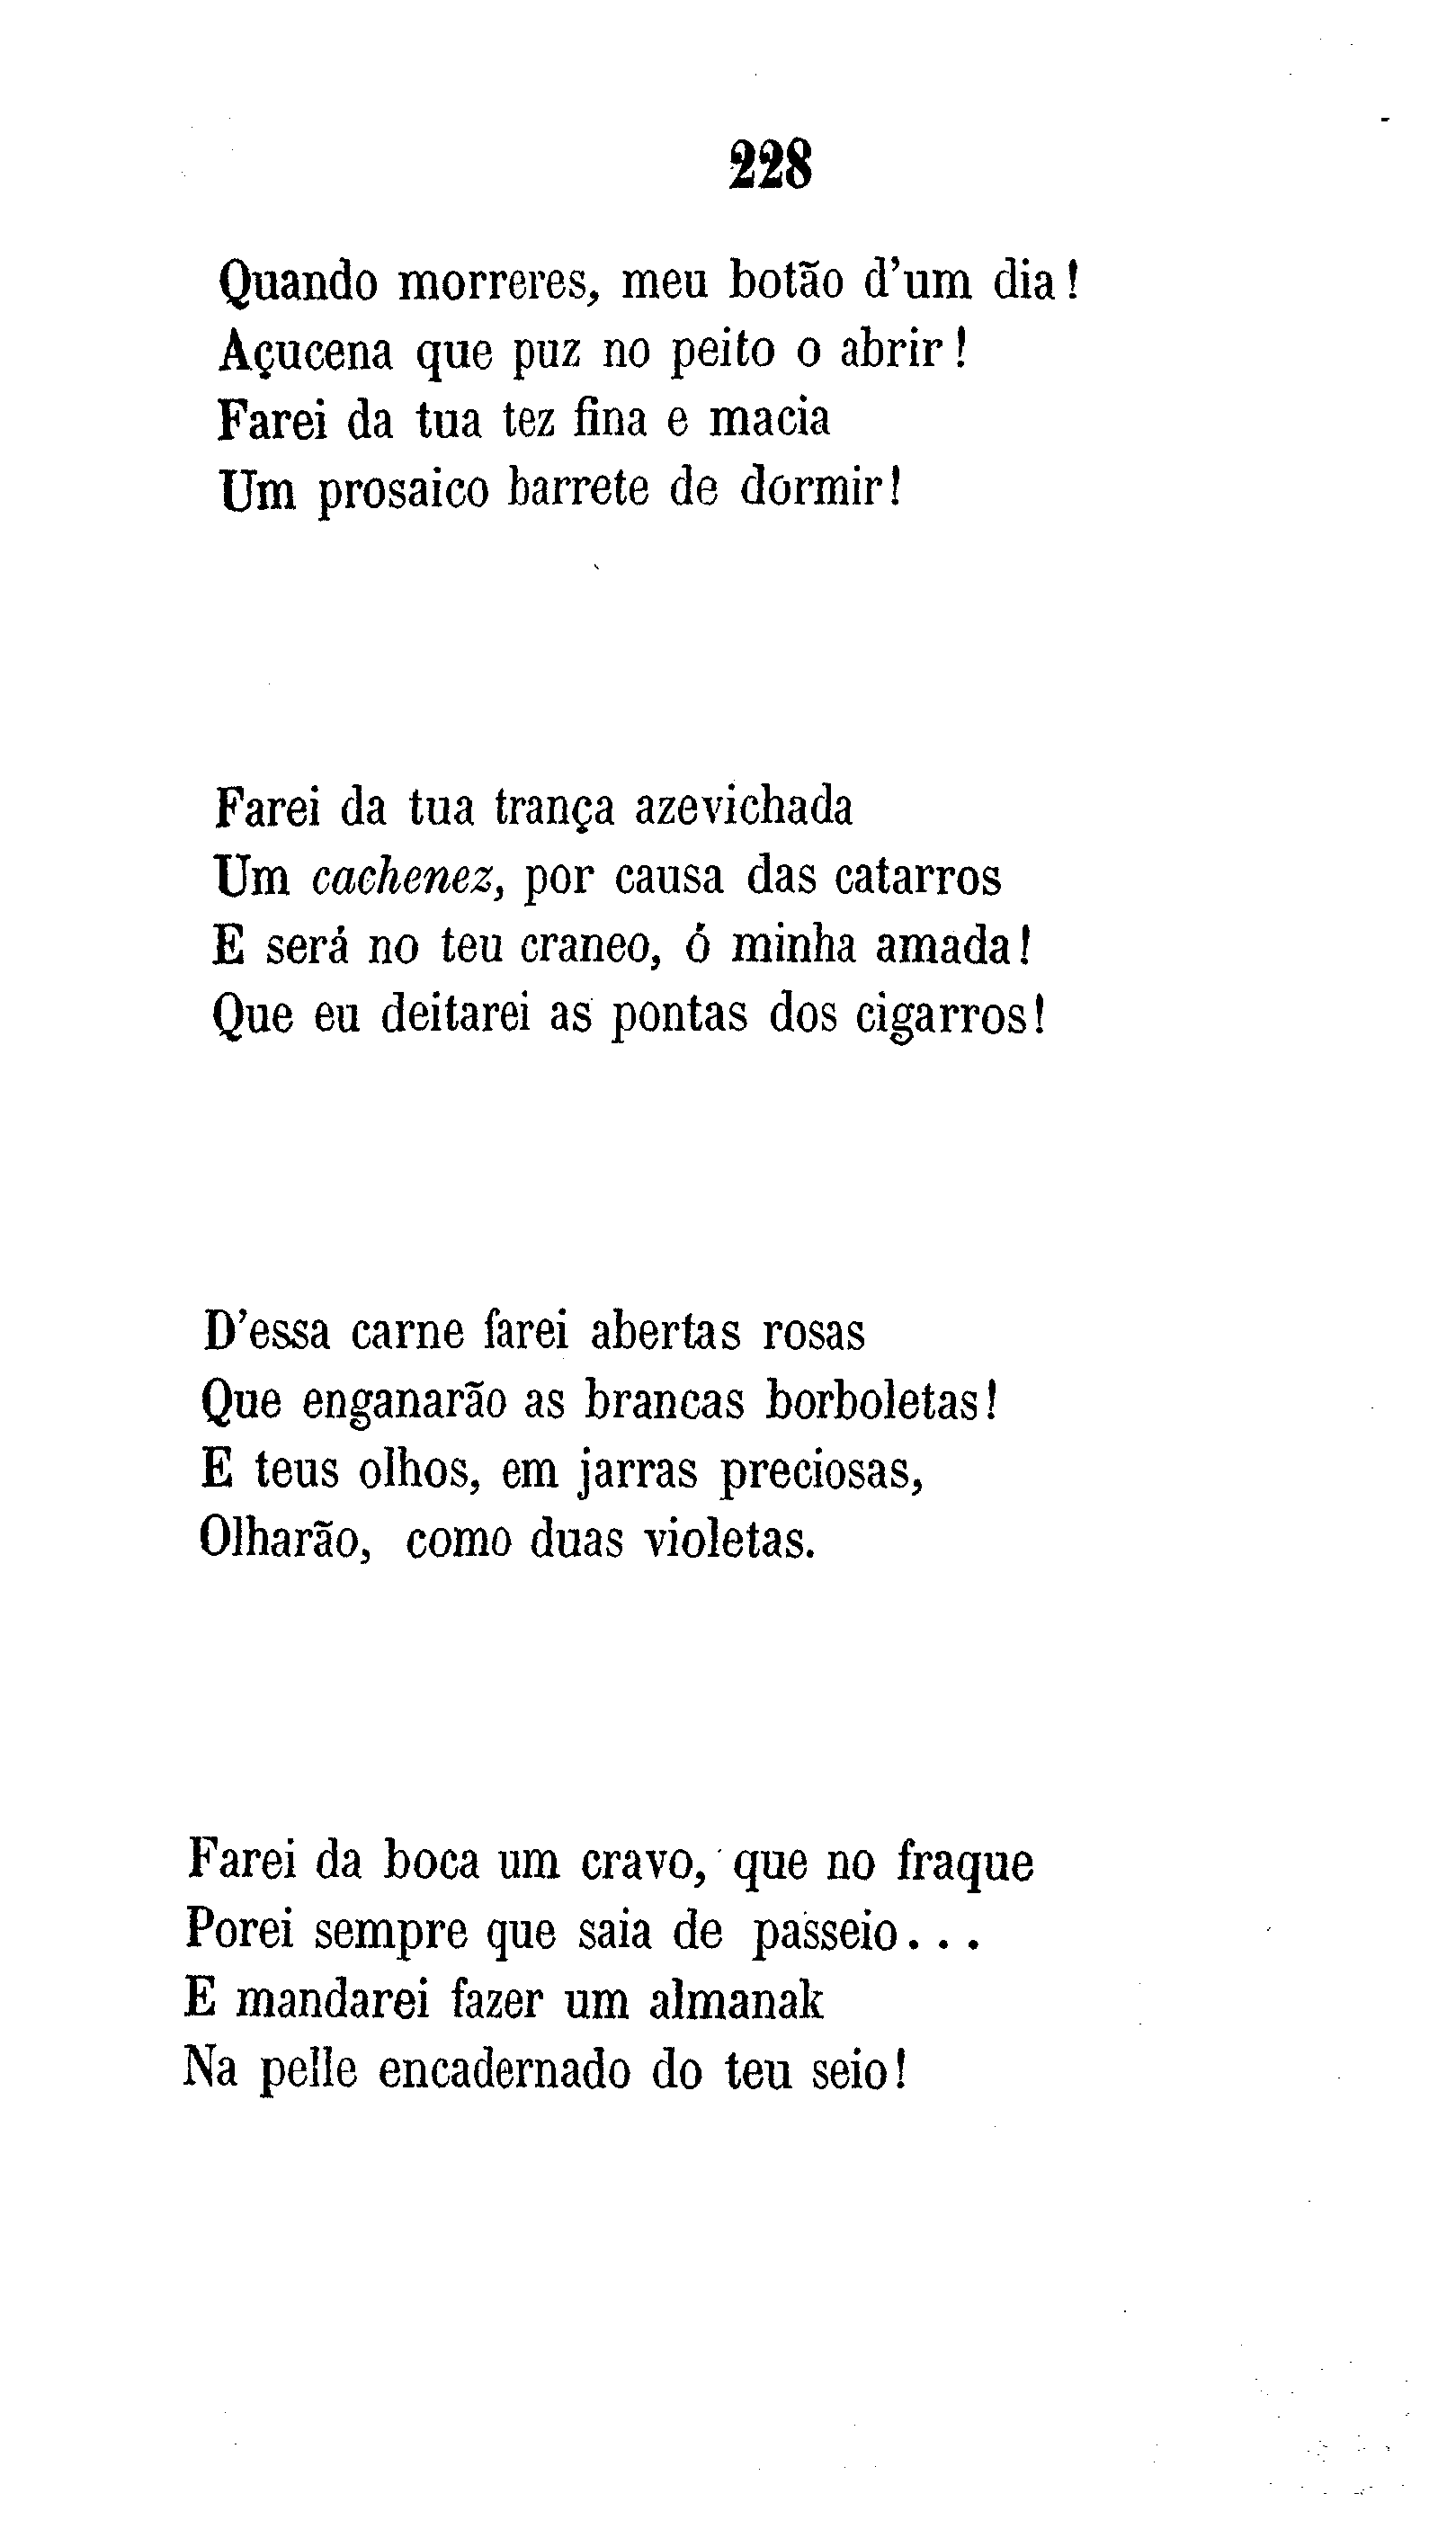 228
Quando morreres, meu botão d'um dia!
Açucena que puz no peito o abrir!
Farei da tua tez fina e macia
Um prosaico barrete de dormir!
Farei da tua trança azevichada
Um cachenez, por causa das catarros
E será no teu craneo, ó minha amada!
Que eu deitarei as pontas dos cigarros!
D'essa carne farei abertas rosas
Que enganarão as brancas borboletas!
E teus olhos, em jarras preciosas,
Olharão, como duas violetas.
Farei da boca um cravo, que no fraque
Porei sempre que saia de passeio...
E mandarei fazer um almanak
Na pelle encadernado do teu seio!